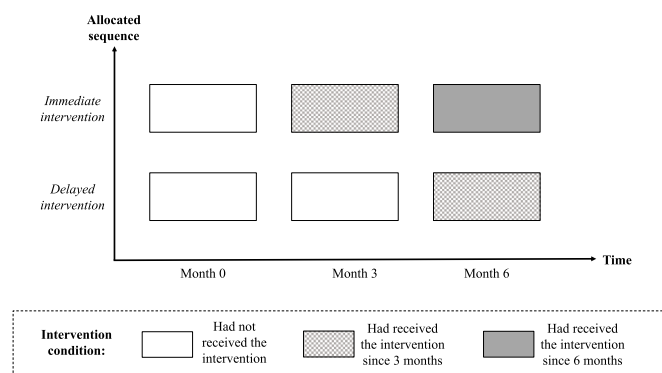 Allocated
sequence
Immediate
intervention
Delayed
intervention
Time
Month 0
Month 3
Month 6
Intervention
condition:
Had not
received the
intervention
Had received
the intervention
since 3 months
Had received
the intervention
since 6 months